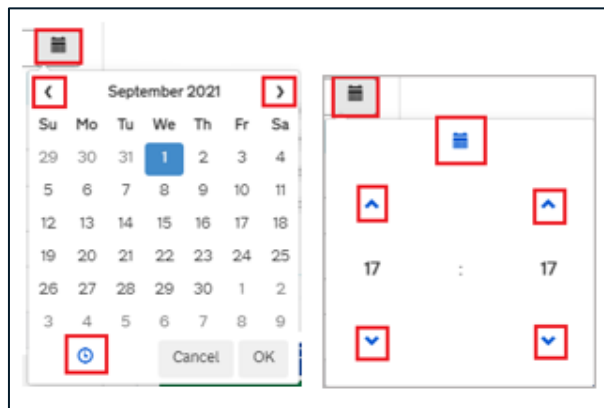 September 2021
Su Mo Tu We Th Fr Sa
29 30 31 1 2 3 4
5 6 7 8 9 10 11
12 13 14 15 16 17 18
19 20 21 22 23 24 25
26 27 28 29 30 1 2
3 4 5 6 7 8 9
Cancel OK
17 : 17